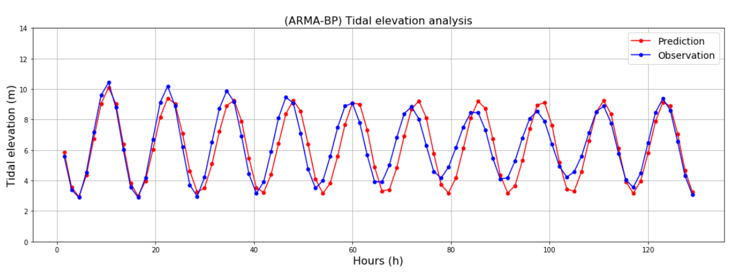 (ARMA-BP) Tidal elevation analysis
Prediction
Observation
Tidal elevation (m)
14
12
10
8
6
4
2
0
0 20 40 60 80 100 120
Hours (h)